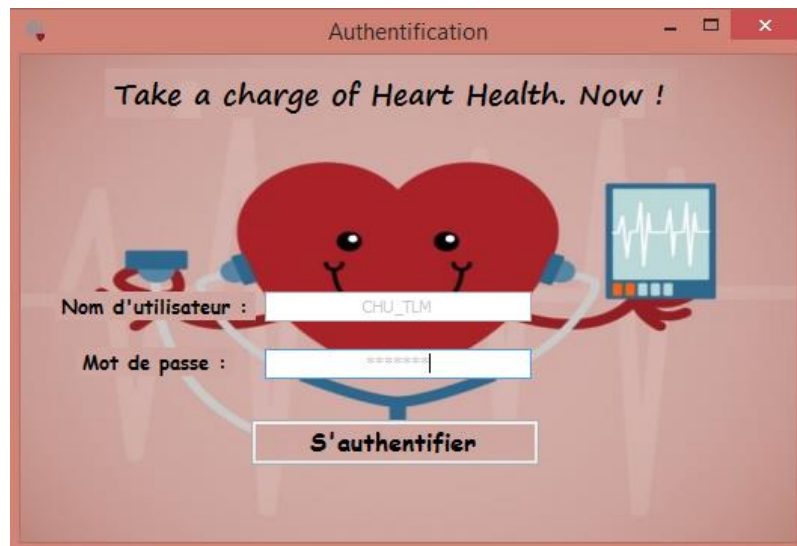 Authentification
Take a charge of Heart Health. Now !
Nom d'utilisateur :
CHU_TLM
Mot de passe :
*******
S'authentifier